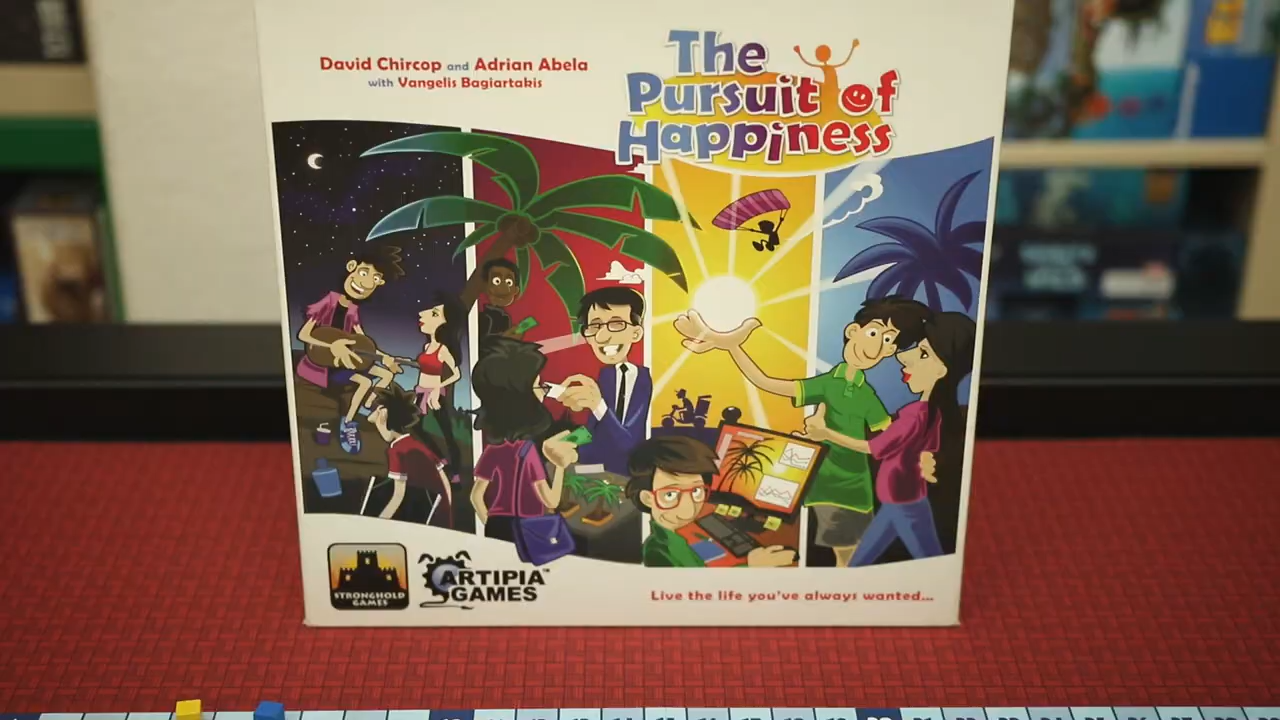 David Chircop and Adrian Abela
with Vangelis Bagiartakis
The
Pursuit of
Happiness
STRONGHOLD
GAMES
ARTIPIA™
GAMES
Live the life you've always wanted...